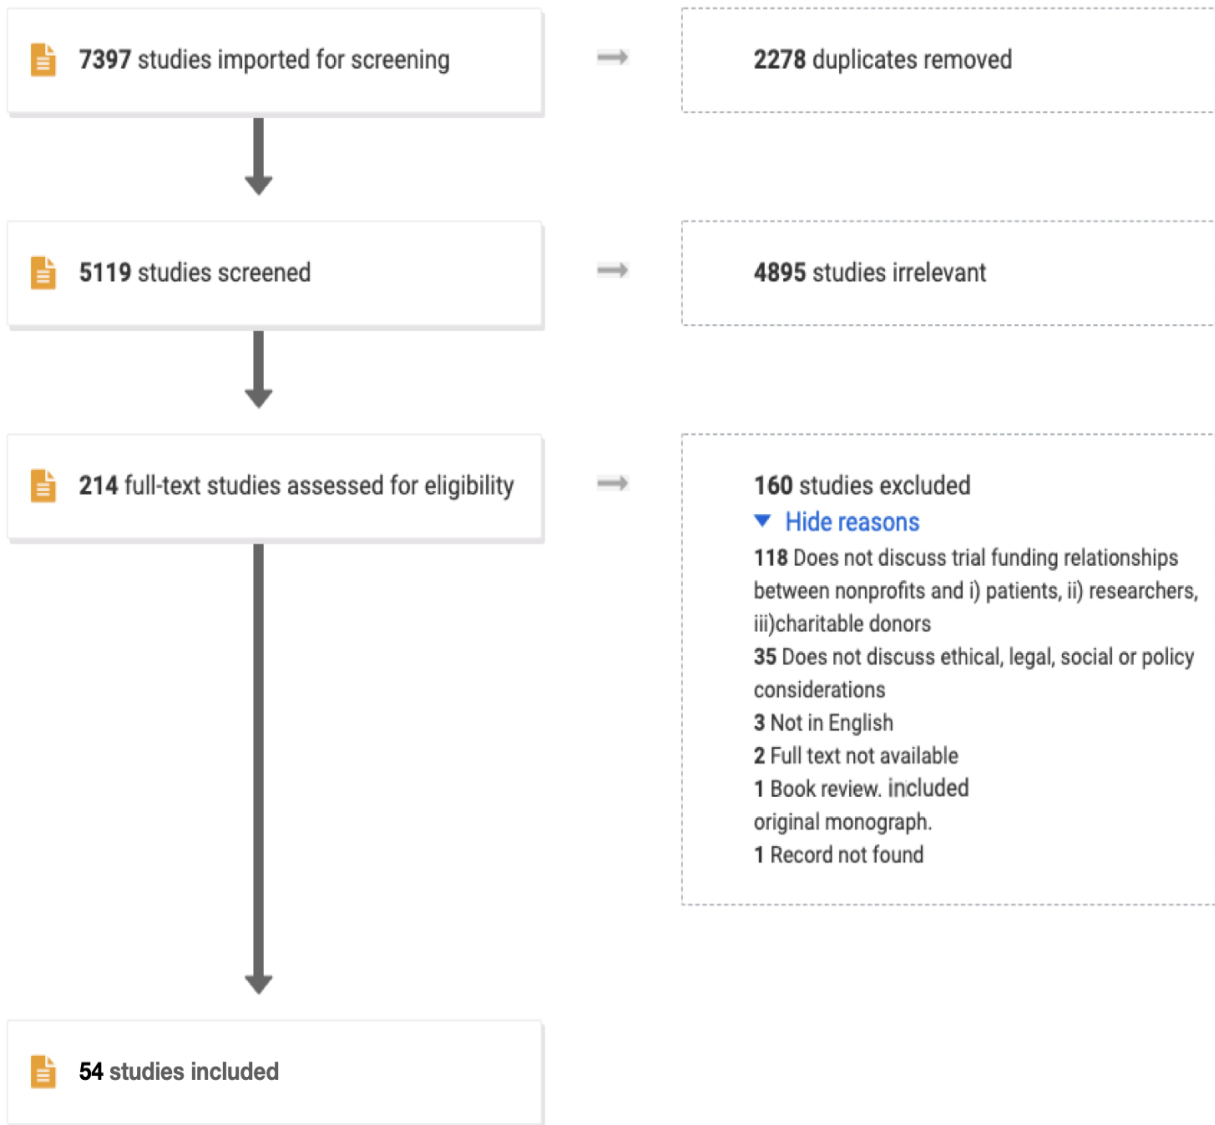 7397 studies imported for screening
2278 duplicates removed
5119 studies screened
4895 studies irrelevant
214 full-text studies assessed for eligibility
160 studies excluded
Hide reasons
118 Does not discuss trial funding relationships
between nonprofits and i) patients, ii) researchers,
iii)charitable donors
35 Does not discuss ethical, legal, social or policy
considerations
3 Not in English
2 Full text not available
1 Book review. included
original monograph.
1 Record not found
54 studies included